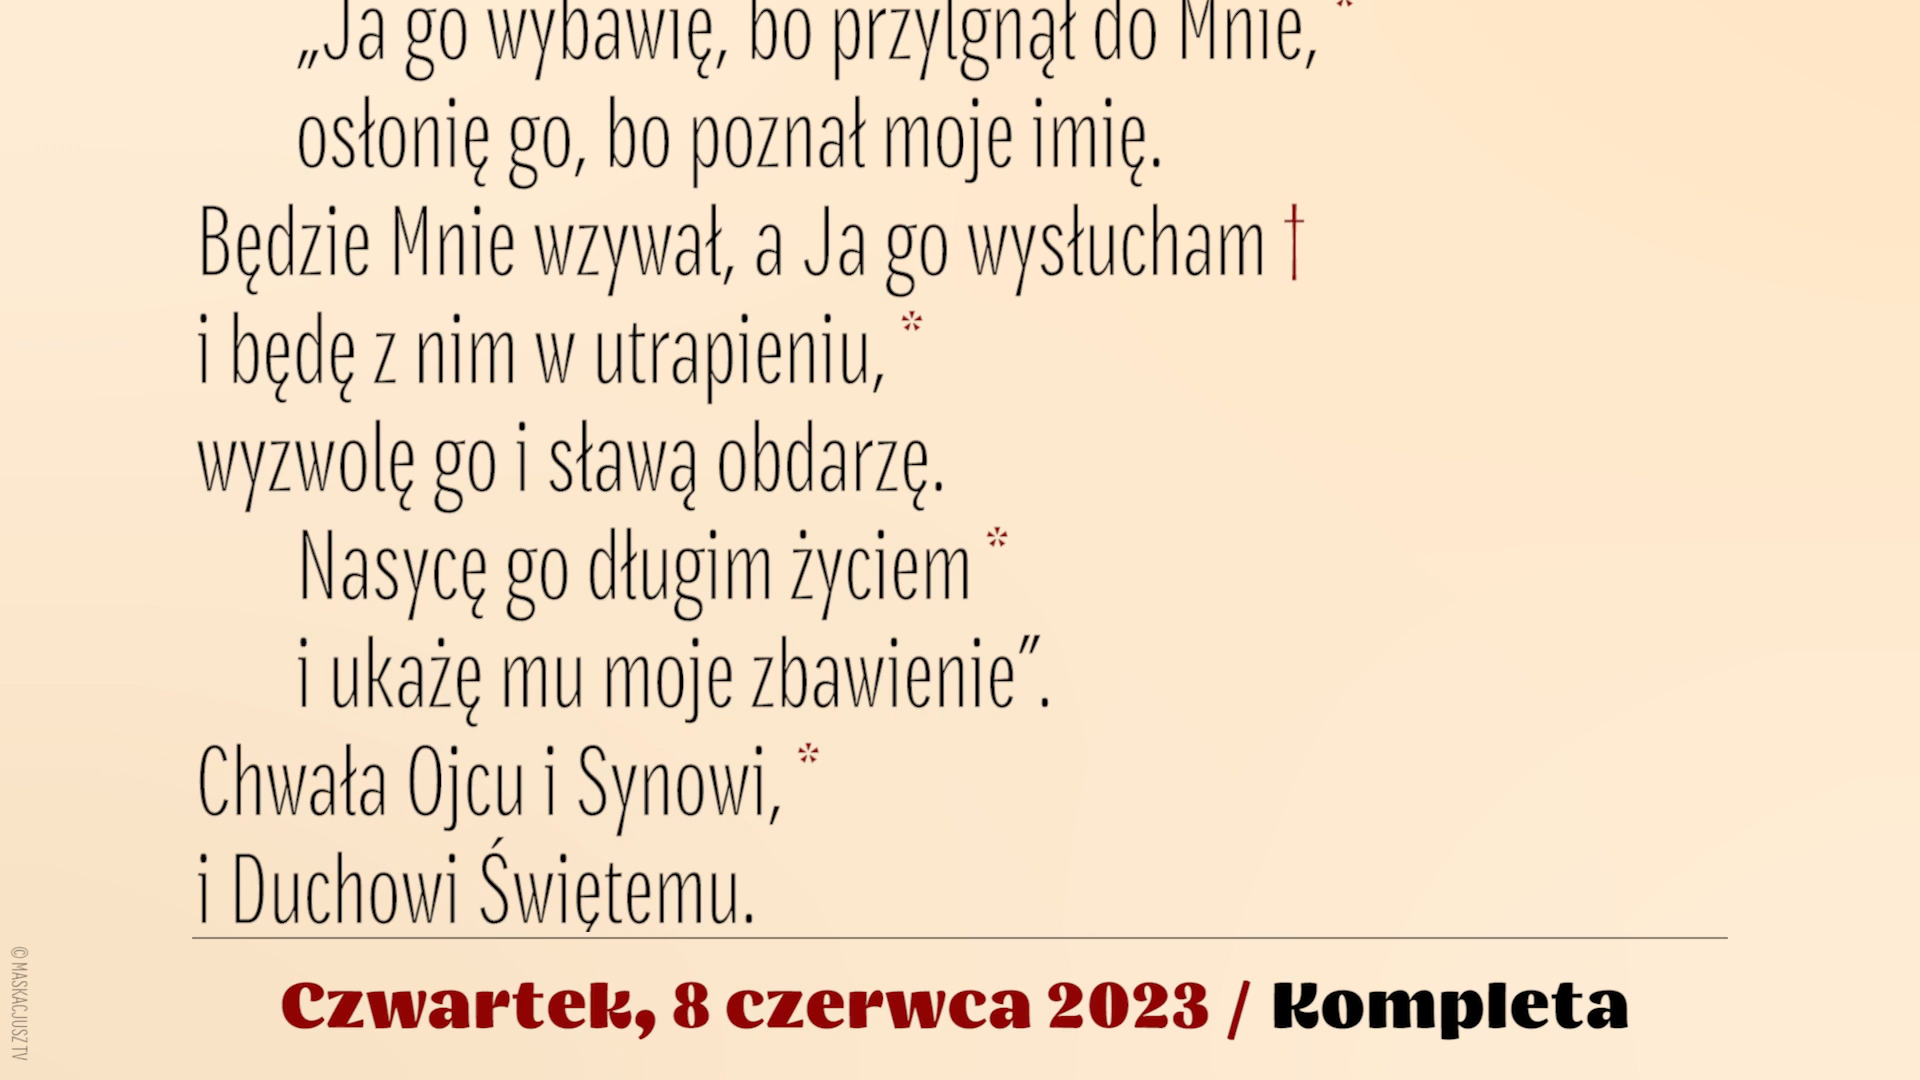 „Ja go wybawię, bo przylgnął do Mnie, *
osłonię go, bo poznał moje imię.
Będzie Mnie wzywał, a Ja go wysłucham †
i będę z nim w utrapieniu, *
wyzwolę go i sławą obdarzę.
Nasycę go długim życiem *
i ukażę mu moje zbawienie”.
Chwała Ojcu i Synowi, *
i Duchowi Świętemu.
Czwartek, 8 czerwca 2023 / Kompleta
© MASKACJUSZ TV